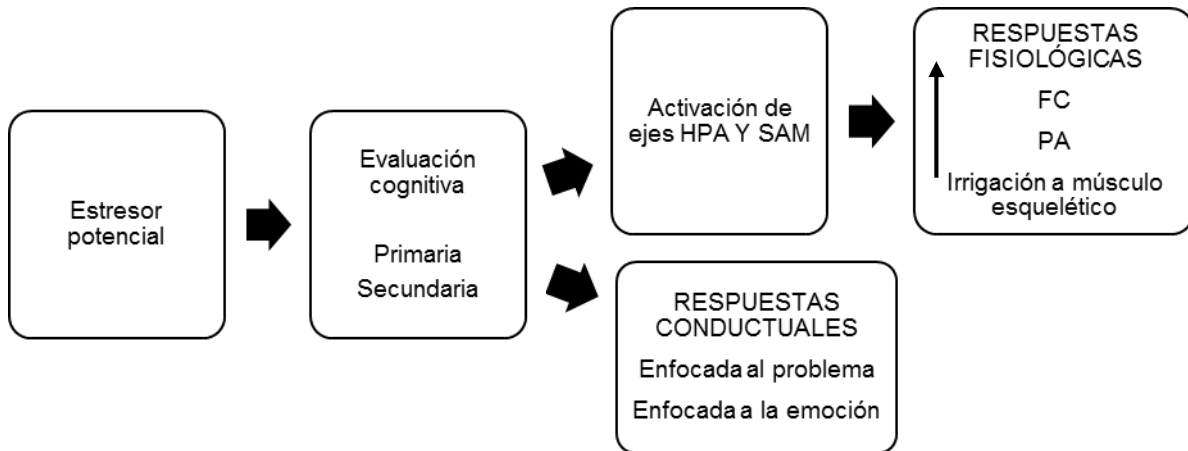 Estresor
potencial
Evaluación
cognitiva
Primaria
Secundaria
Activación de
ejes HPA Y SAM
RESPUESTAS
FISIOLÓGICAS
FC
PA
Irrigación a músculo
esquelético
RESPUESTAS
CONDUCTUALES
Enfocada al problema
Enfocada a la emoción